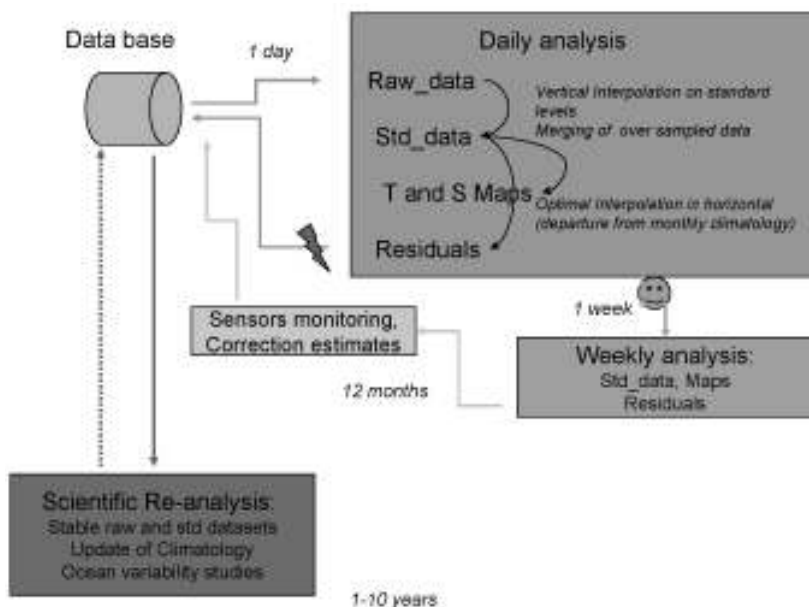 Data base
1 day
Daily analysis
Raw_data
Vertical Interpolation on standard
levels
Merging of over sampled data
Std_data
T and S Maps
Optimal Interpolation in horizontal
(departure from monthly climatology)
Residuals
1 week
Sensors monitoring,
Correction estimates
Weekly analysis:
Std_data, Maps
Residuals
12 months
Scientific Re-analysis:
Stable raw and std datasets
Update of Climatology
Ocean variability studies
1-10 years